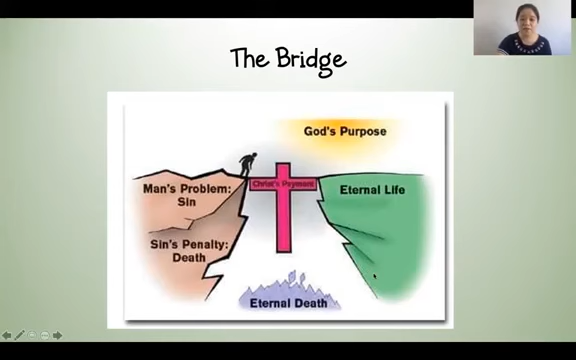 The Bridge
God's Purpose
Christ's Payment
Man's Problem:
Sin
Eternal Life
Sin's Penalty:
Death
Eternal Death